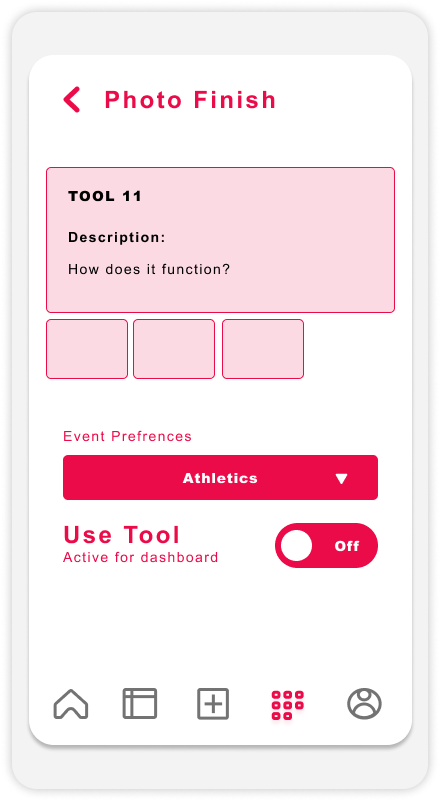 Photo Finish
TOOL 11
Description:
How does it function?
Event Prefrences
Athletics
Use Tool
Active for dashboard
Off